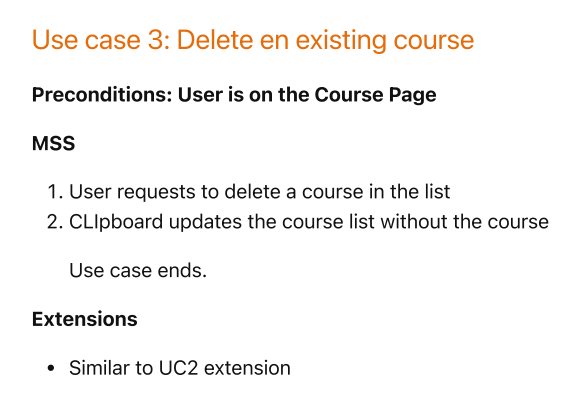 Use case 3: Delete en existing course
Preconditions: User is on the Course Page
MSS
1. User requests to delete a course in the list
2. CLIpboard updates the course list without the course
Use case ends.
Extensions
• Similar to UC2 extension